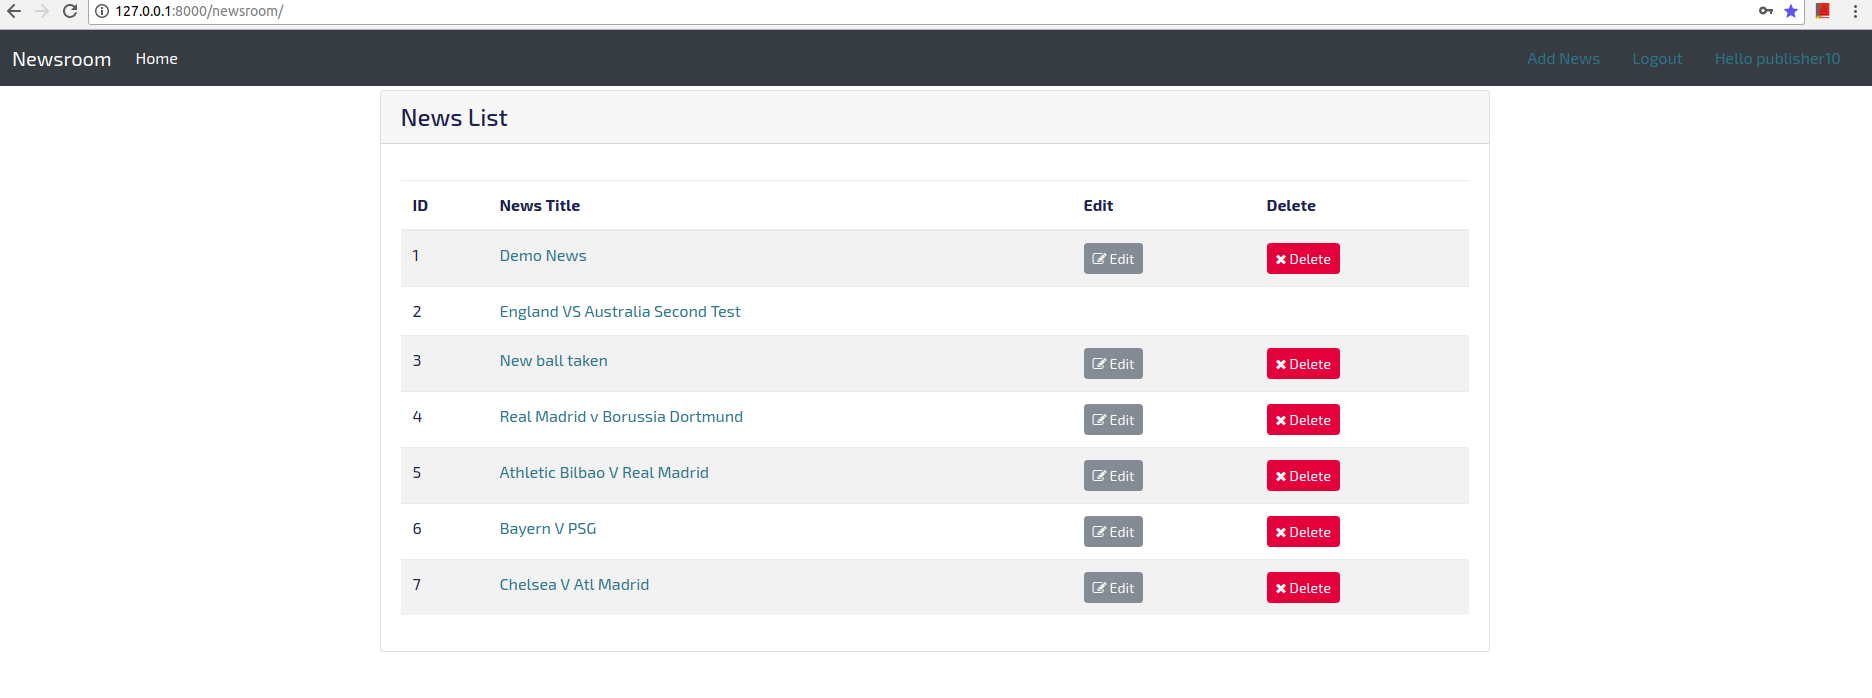 127.0.0.1:8000/newsroom/
Newsroom Home Add News Logout Hello publisher10
News List
ID News Title Edit Delete
1 Demo News Edit Delete
2 England VS Australia Second Test
3 New ball taken Edit Delete
4 Real Madrid v Borussia Dortmund Edit Delete
5 Athletic Bilbao V Real Madrid Edit Delete
6 Bayern V PSG Edit Delete
7 Chelsea V Atl Madrid Edit Delete